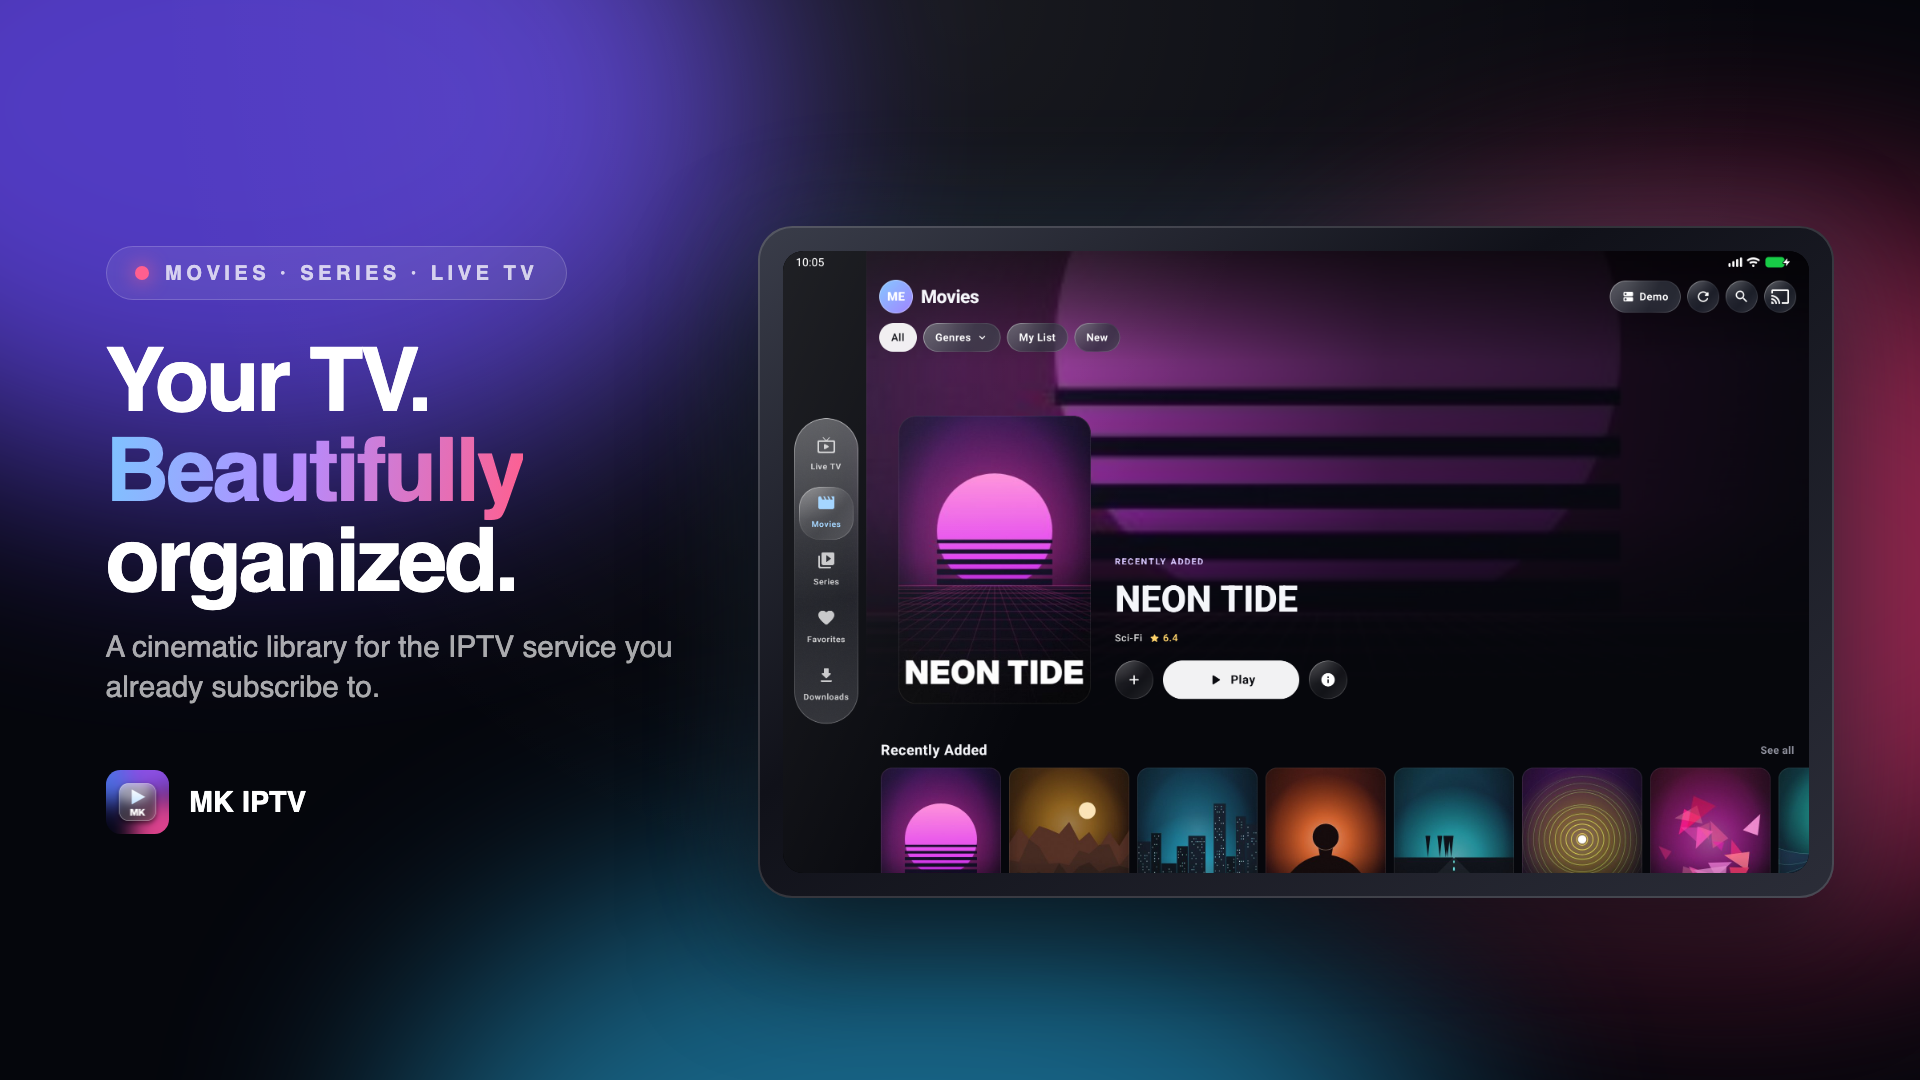 MOVIES · SERIES · LIVE TV
Your TV.
Beautifully
organized.
A cinematic library for the IPTV service you
already subscribe to.
MK
MK IPTV
10:05
ME Movies
Demo
All Genres My List New
Live TV
Movies
Series
Favorites
Downloads
NEON TIDE
RECENTLY ADDED
NEON TIDE
Sci-Fi ★ 6.4
+ Play
Recently Added
See all